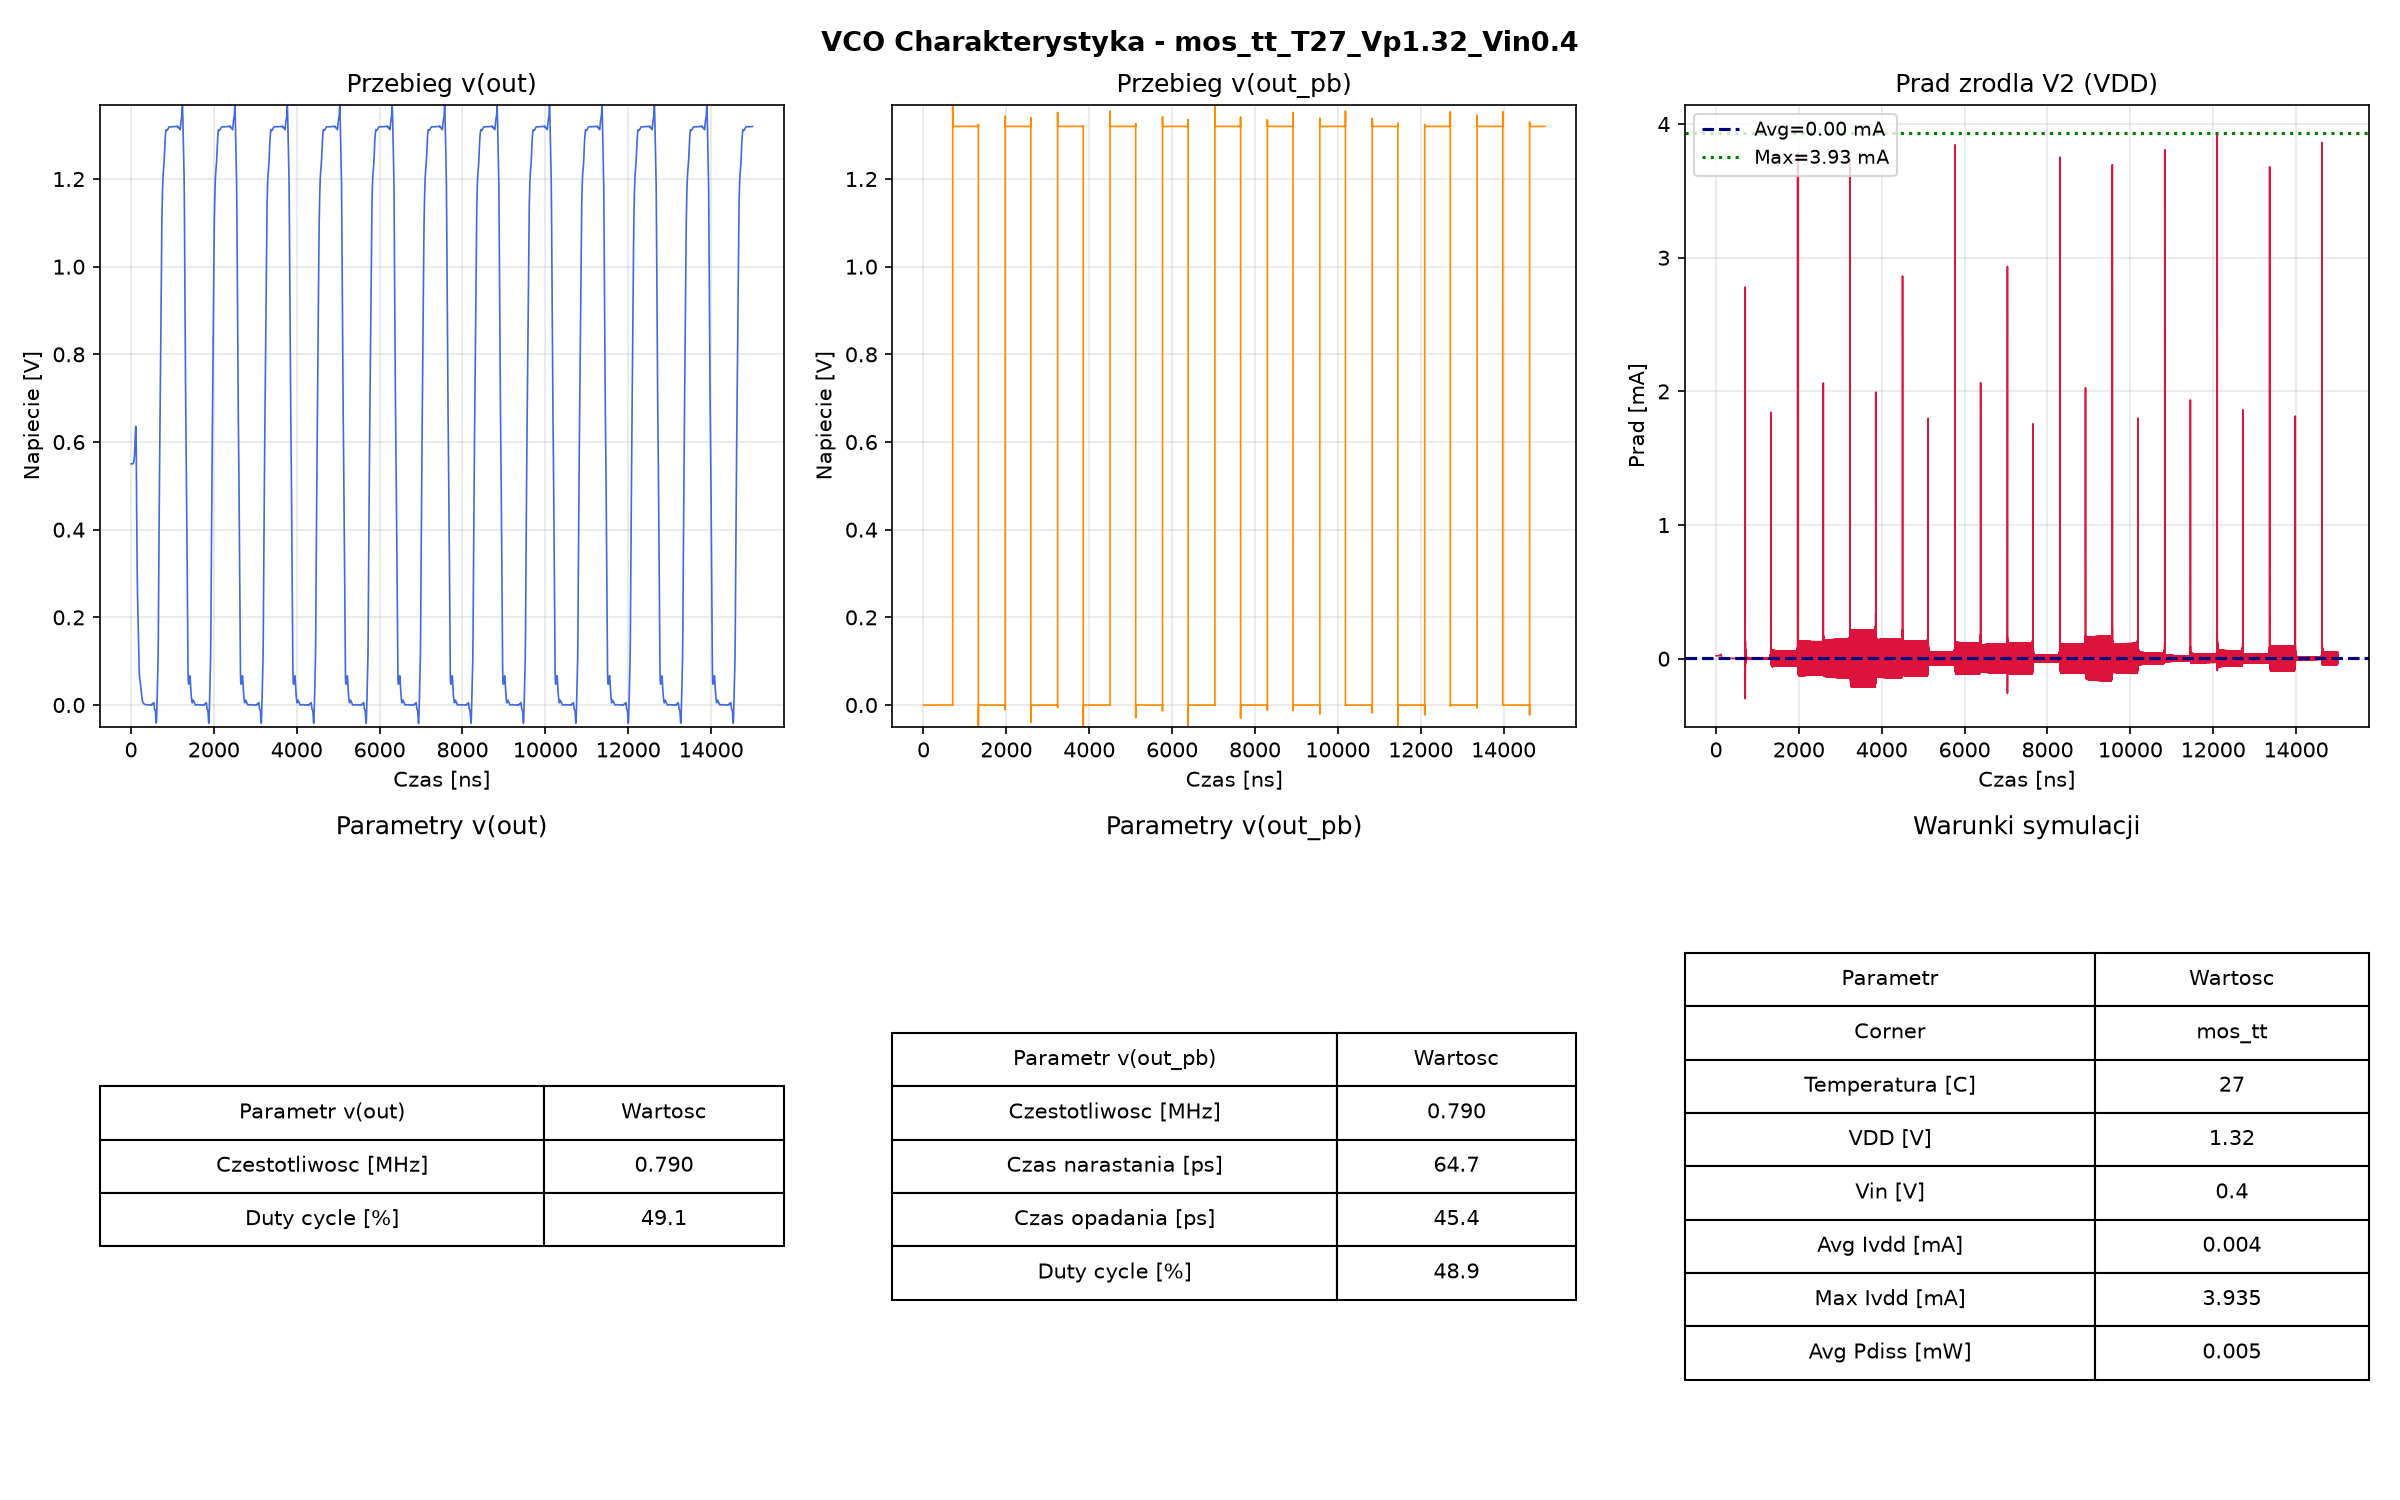 VCO Charakterystyka - mos_tt_T27_Vp1.32_Vin0.4
Przebieg v(out)
Napiecie [V]
1.2
1.0
0.8
0.6
0.4
0.2
0.0
0 2000 4000 6000 8000 10000 12000 14000
Czas [ns]
Przebieg v(out_pb)
Napiecie [V]
1.2
1.0
0.8
0.6
0.4
0.2
0.0
0 2000 4000 6000 8000 10000 12000 14000
Czas [ns]
Prad zrodla V2 (VDD)
Prad [mA]
4
3
2
1
0
Avg=0.00 mA
Max=3.93 mA
0 2000 4000 6000 8000 10000 12000 14000
Czas [ns]
Parametry v(out)
Parametr v(out) Wartosc
Czestotliwosc [MHz] 0.790
Duty cycle [%] 49.1
Parametry v(out_pb)
Parametr v(out_pb) Wartosc
Czestotliwosc [MHz] 0.790
Czas narastania [ps] 64.7
Czas opadania [ps] 45.4
Duty cycle [%] 48.9
Warunki symulacji
Parametr Wartosc
Corner mos_tt
Temperatura [C] 27
VDD [V] 1.32
Vin [V] 0.4
Avg Ivdd [mA] 0.004
Max Ivdd [mA] 3.935
Avg Pdiss [mW] 0.005